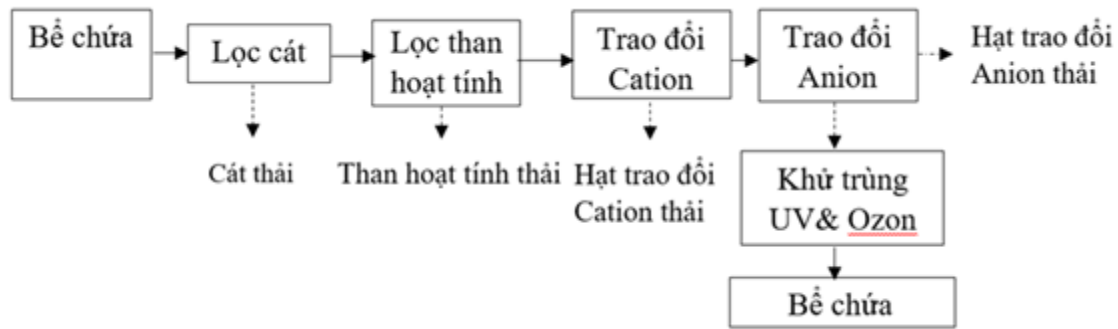 Bể chứa
Lọc cát
Lọc than
hoạt tính
Trao đổi
Cation
Trao đổi
Anion
Hạt trao đổi
Anion thải
Cát thải
Than hoạt tính thải
Hạt trao đổi
Cation thải
Khử trùng
UV& Ozon
Bể chứa